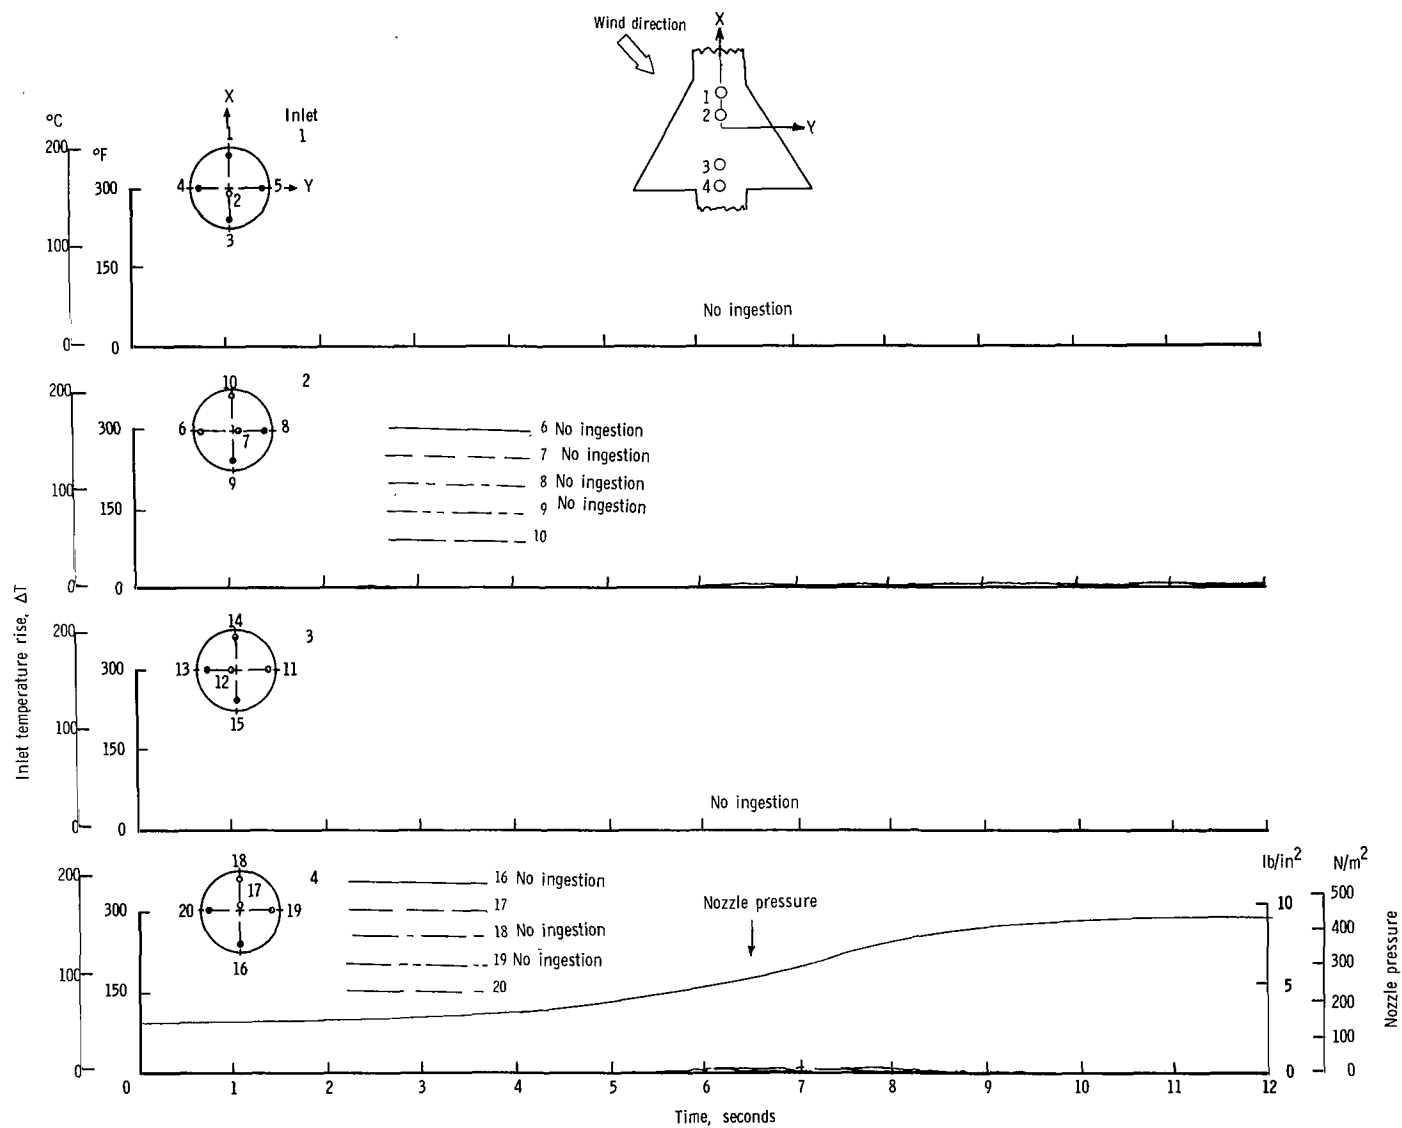 Wind direction
X
1
2
Y
3
4
°C
°F
X
Inlet
1
1
200
300
4
5
Y
2
3
100
150
No ingestion
0
0
10
2
200
300
6
8
7
9
100
150
0
0
6 No ingestion
7 No ingestion
8 No ingestion
9 No ingestion
10
Inlet temperature rise, ΔT
14
3
200
300
13
11
12
15
100
150
No ingestion
0
0
18
4
200
300
17
20
19
16
100
150
0
16 No ingestion
17
18 No ingestion
19 No ingestion
20
Nozzle pressure
lb/in2
N/m2
10
5
0
500
400
300
200
100
0
Nozzle pressure
0 1 2 3 4 5 6 7 8 9 10 11 12
Time, seconds